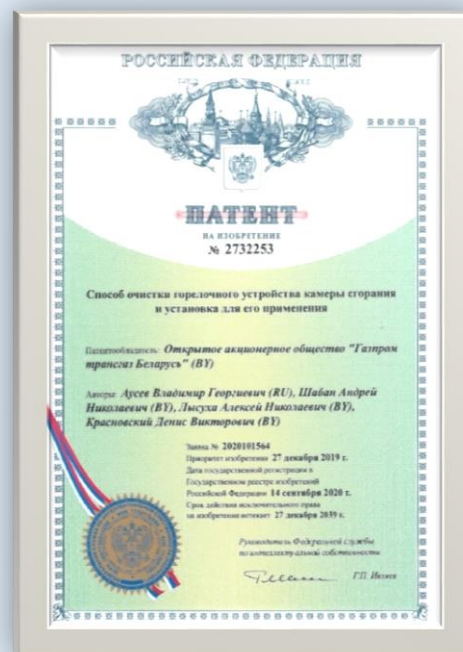 РОССИЙСКАЯ ФЕДЕРАЦИЯ
ПАТЕНТ
НА ИЗОБРЕТЕНИЕ
№ 2732253
Способ очистки горелочного устройства камеры сгорания
и установка для его применения
Патентообладатель: Открытое акционерное общество "Газпром
трансгаз Беларусь" (BY)
Авторы: Аусев Владимир Георгиевич (RU), Шабан Андрей
Николаевич (BY), Лысуха Алексей Николаевич (BY),
Красновский Денис Викторович (BY)
Заявка № 2020101564
Приоритет изобретения 27 декабря 2019 г.
Дата государственной регистрации в
Государственном реестре изобретений
Российской Федерации 14 сентября 2020 г.
Срок действия исключительного права
на изобретение истекает 27 декабря 2039 г.
Руководитель Федеральной службы
по интеллектуальной собственности
Г.П. Ивлиев